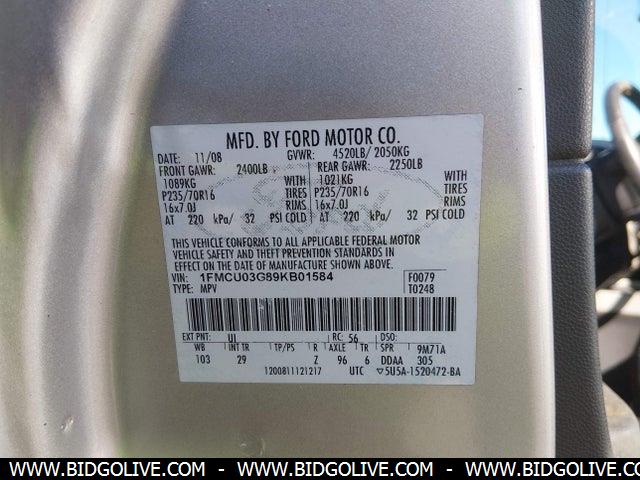 MFD. BY FORD MOTOR CO.
DATE: 11/08 GVWR: 4520LB/ 2050KG
FRONT GAWR: 2400LB REAR GAWR: 2250LB
1089KG WITH 1021KG WITH
P235/70R16 TIRES P235/70R16 TIRES
16x7.0J RIMS 16x7.0J RIMS
AT 220 kPa/ 32 PSI COLD AT 220 kPa/ 32 PSI COLD
THIS VEHICLE CONFORMS TO ALL APPLICABLE FEDERAL MOTOR
VEHICLE SAFETY AND THEFT PREVENTION STANDARDS IN
EFFECT ON THE DATE OF MANUFACTURE SHOWN ABOVE.
VIN: 1FMCU03G89KB01584 F0079
TYPE: MPV T0248
EXT PNT: UI RC: 56 DSO:
WB INT TR TP/PS R AXLE TR SPR 9M71A
103 29 Z 96 6 DDAA 305
1200811121217 UTC ▽5U5A-1520472-BA
WWW.BIDGOLIVE.COM - WWW.BIDGOLIVE.COM - WWW.BIDGOLIVE.COM